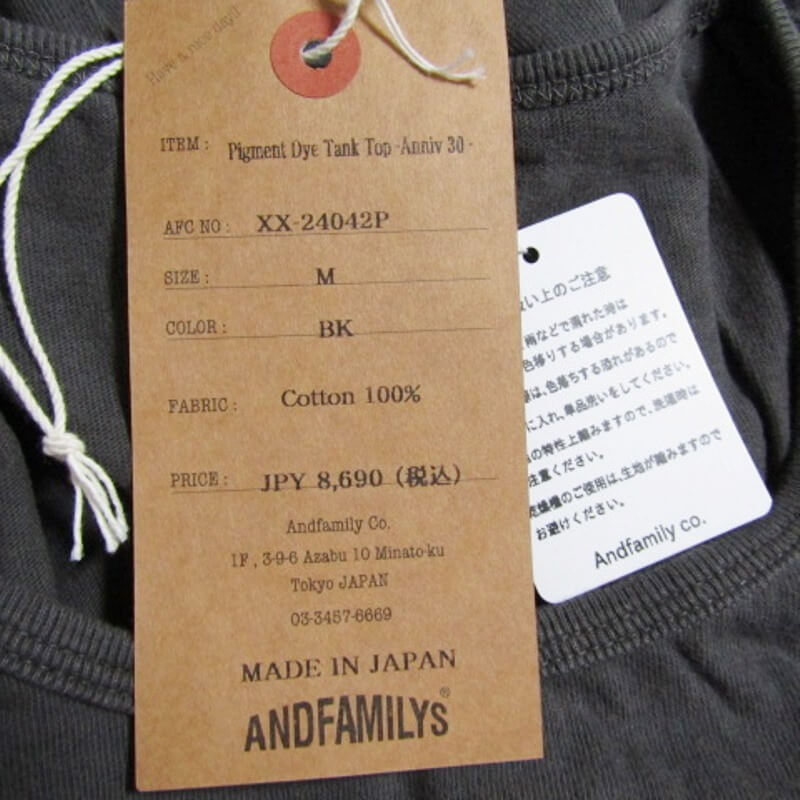 Have a nice day!!
ITEM : Pigment Dye Tank Top -Anniv 30 -
AFC NO : XX-24042P
SIZE : M
COLOR : BK
FABRIC : Cotton 100%
PRICE : JPY 8,690 (税込)
Andfamily Co.
1F , 3-9-6 Azabu 10 Minato-ku
Tokyo JAPAN
03-3457-6669
MADE IN JAPAN
ANDFAMILYS®
い上のご注意
雨などで濡れた時は
色移りする場合があります。
は、色落ちする恐れがあるので
に入れ、単品洗いをしてください。
の特性上縮みますので、洗濯時は
注意ください。
乾燥機のご使用は、生地が縮みますので
お避けください。
Andfamily co.